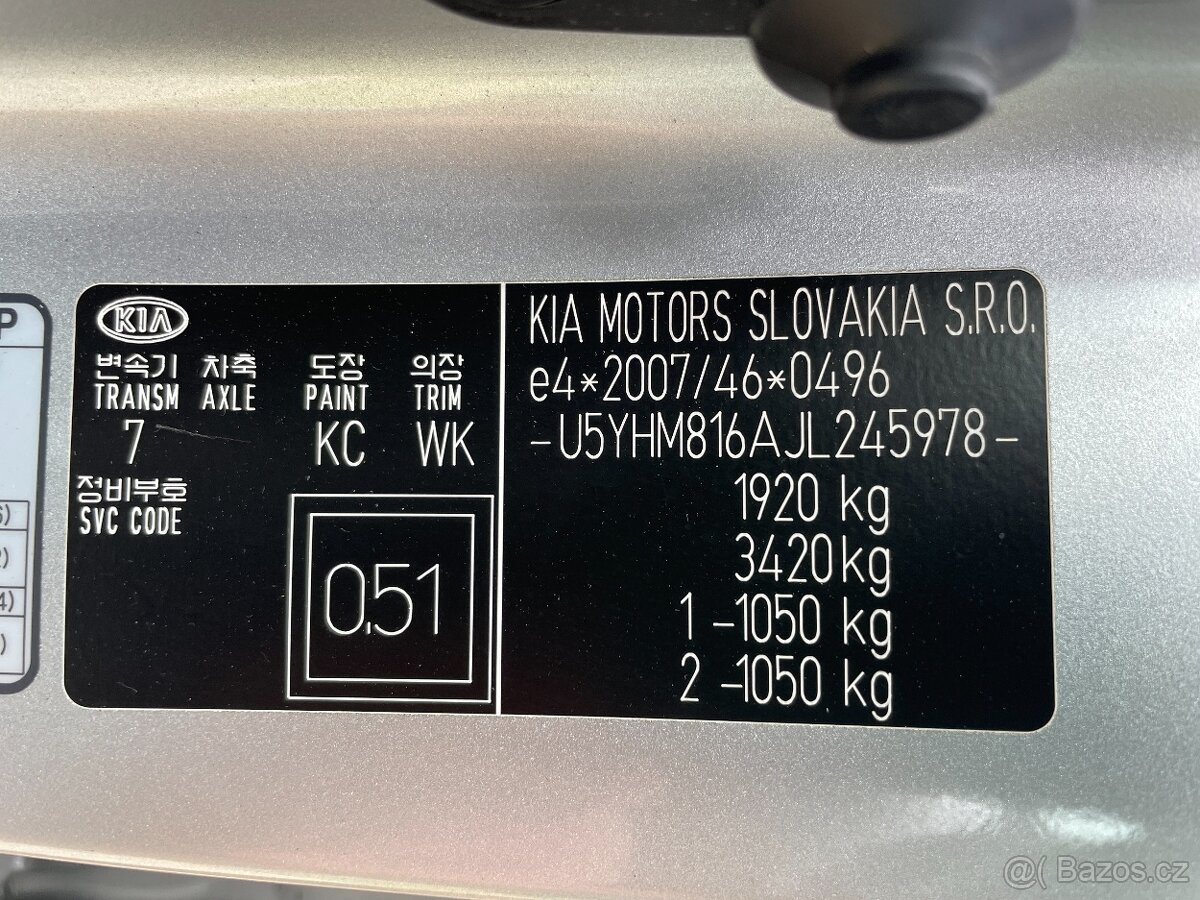 KIA
변속기 차축 도장 의장
TRANSM AXLE PAINT TRIM
7 KC WK
정비부호
SVC CODE
0.51
KIA MOTORS SLOVAKIA S.R.O.
e4*2007/46*0496
-U5YHM816AJL245978-
1920 kg
3420 kg
1 -1050 kg
2 -1050 kg
P
4)
)
@( Bazoš.cz